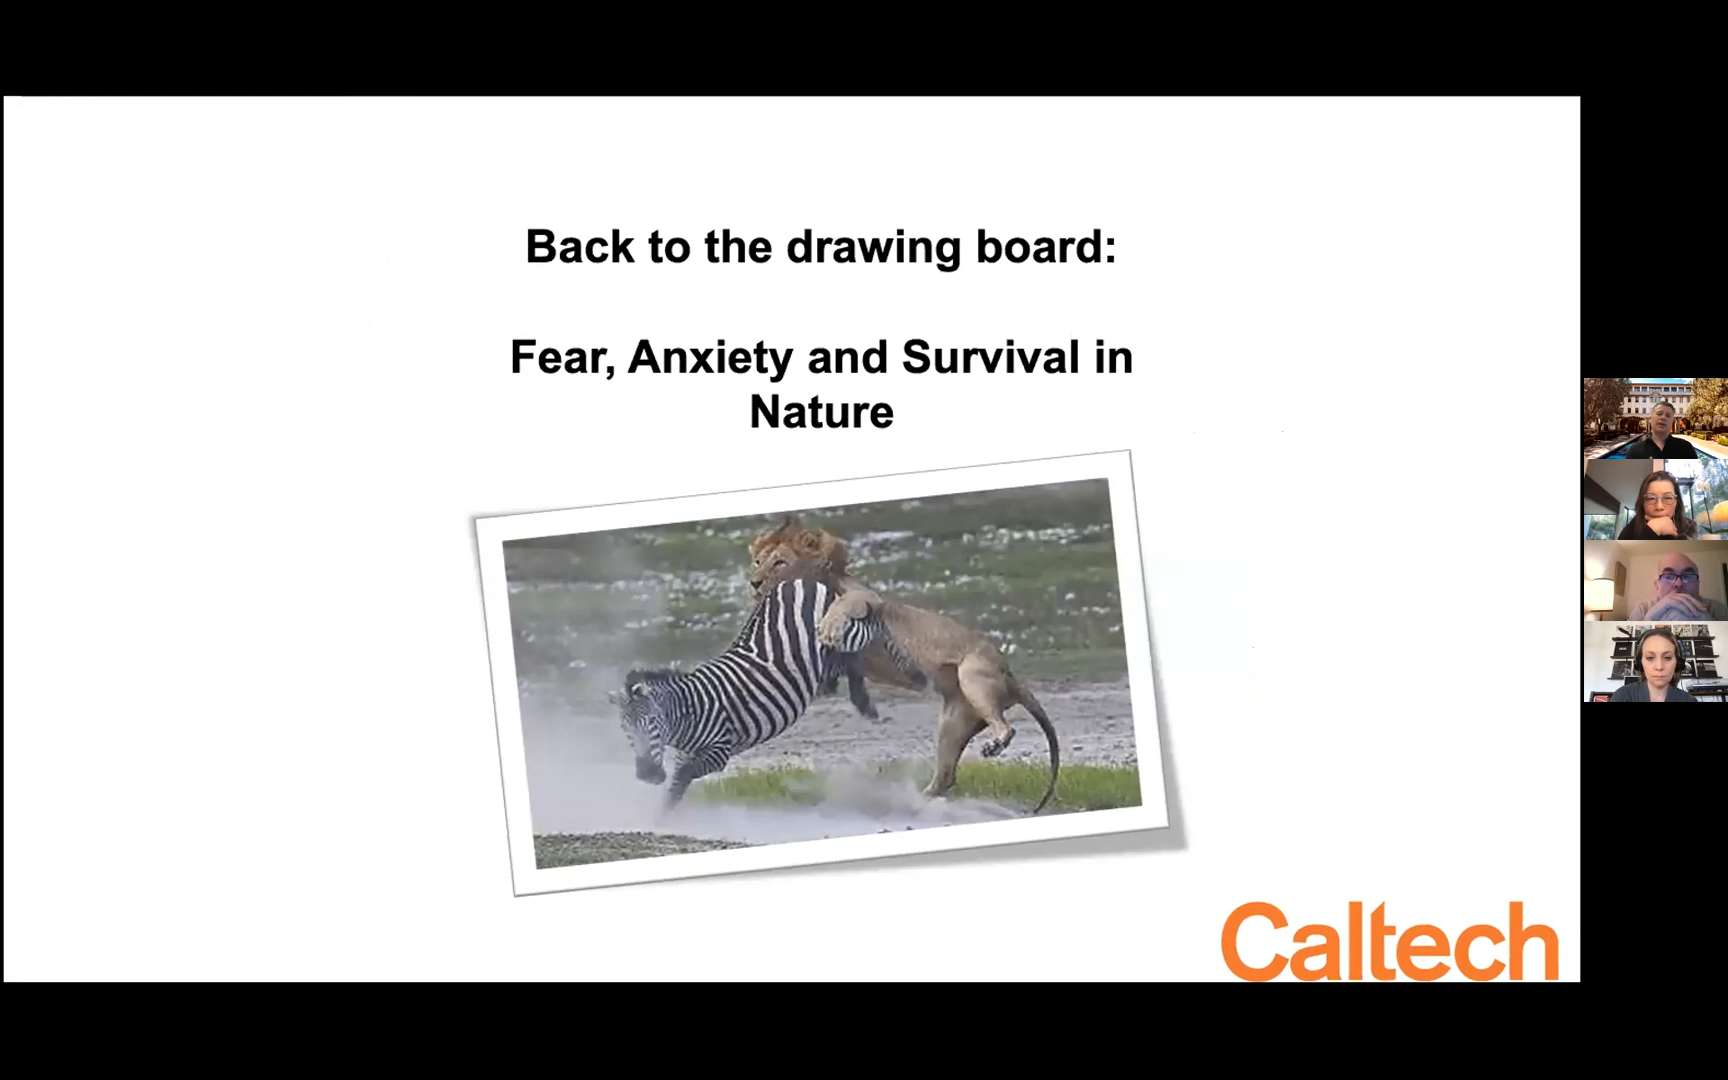 Back to the drawing board:
Fear, Anxiety and Survival in
Nature
Caltech